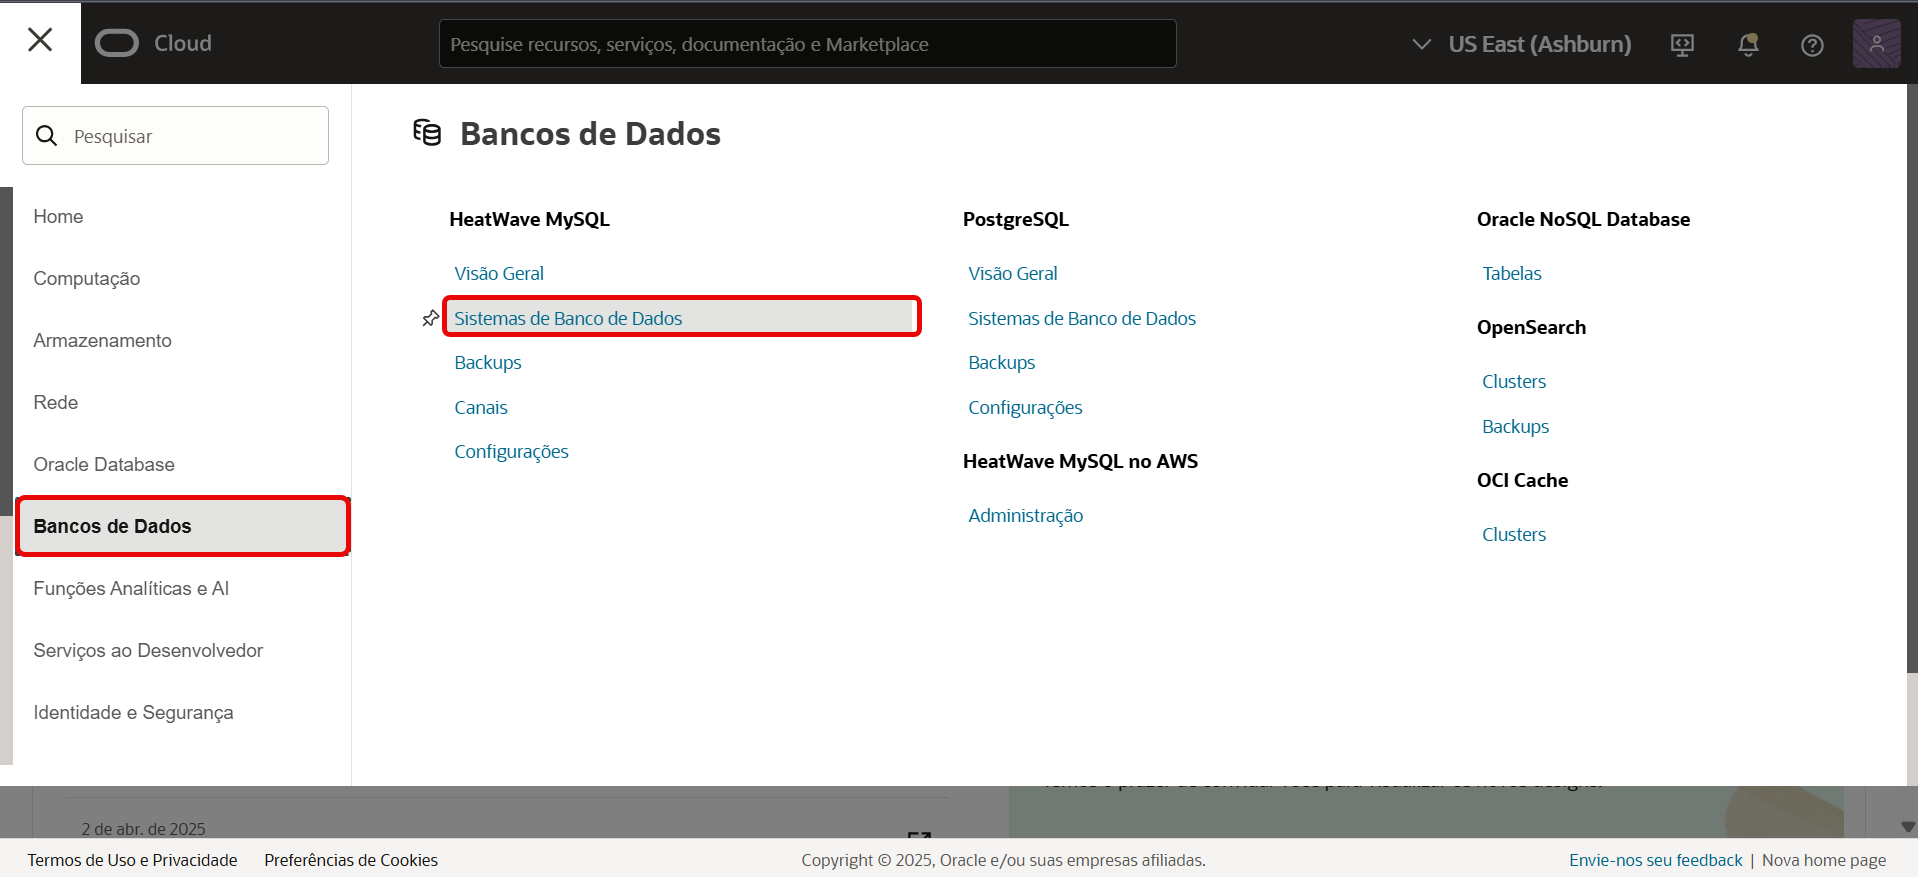 Cloud
Pesquise recursos, serviços, documentação e Marketplace
US East (Ashburn)
Pesquisar
Home
Computação
Armazenamento
Rede
Oracle Database
Bancos de Dados
Funções Analíticas e AI
Serviços ao Desenvolvedor
Identidade e Segurança
Bancos de Dados
HeatWave MySQL
Visão Geral
Sistemas de Banco de Dados
Backups
Canais
Configurações
PostgreSQL
Visão Geral
Sistemas de Banco de Dados
Backups
Configurações
HeatWave MySQL no AWS
Administração
Oracle NoSQL Database
Tabelas
OpenSearch
Clusters
Backups
OCI Cache
Clusters
2 de abr. de 2025
Termos de Uso e Privacidade
Preferências de Cookies
Copyright © 2025, Oracle e/ou suas empresas afiliadas.
Envie-nos seu feedback | Nova home page